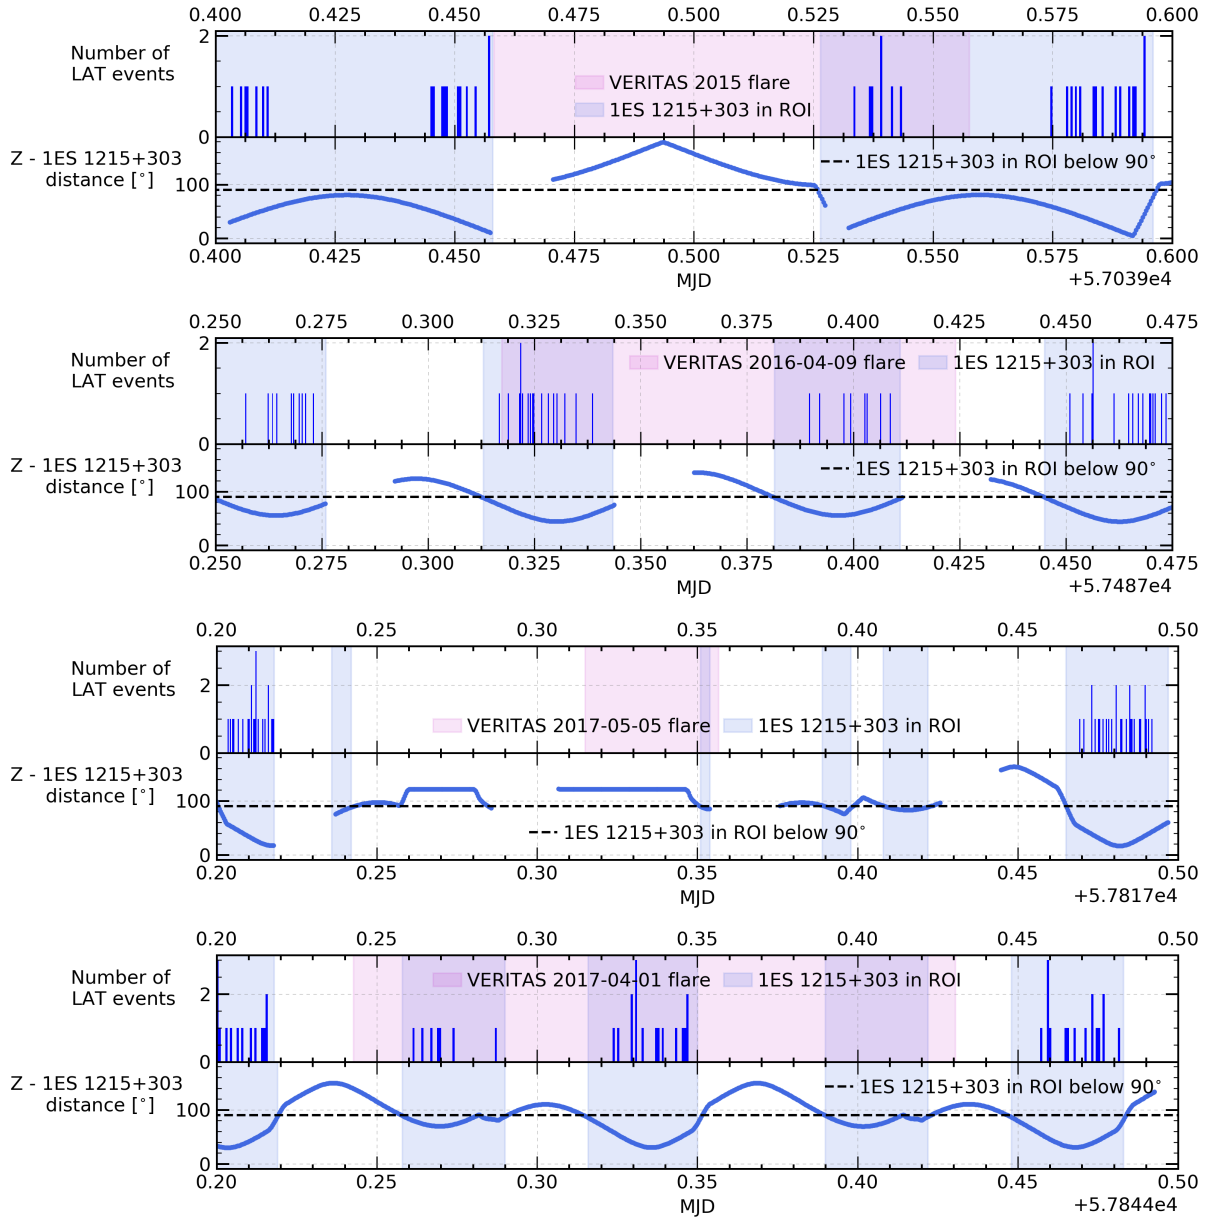 0.400 0.425 0.450 0.475 0.500 0.525 0.550 0.575 0.600
Number of
LAT events
2
0
VERITAS 2015 flare
1ES 1215+303 in ROI
Z - 1ES 1215+303
distance [°]
100
0
1ES 1215+303 in ROI below 90°
0.400 0.425 0.450 0.475 0.500 0.525 0.550 0.575 0.600
MJD
+5.7039e4
0.250 0.275 0.300 0.325 0.350 0.375 0.400 0.425 0.450 0.475
Number of
LAT events
2
0
VERITAS 2016-04-09 flare 1ES 1215+303 in ROI
Z - 1ES 1215+303
distance [°]
100
0
1ES 1215+303 in ROI below 90°
0.250 0.275 0.300 0.325 0.350 0.375 0.400 0.425 0.450 0.475
MJD
+5.7487e4
0.20 0.25 0.30 0.35 0.40 0.45 0.50
Number of
LAT events
2
0
VERITAS 2017-05-05 flare 1ES 1215+303 in ROI
Z - 1ES 1215+303
distance [°]
100
0
1ES 1215+303 in ROI below 90°
0.20 0.25 0.30 0.35 0.40 0.45 0.50
MJD
+5.7817e4
0.20 0.25 0.30 0.35 0.40 0.45 0.50
Number of
LAT events
2
0
VERITAS 2017-04-01 flare 1ES 1215+303 in ROI
Z - 1ES 1215+303
distance [°]
100
0
1ES 1215+303 in ROI below 90°
0.20 0.25 0.30 0.35 0.40 0.45 0.50
MJD
+5.7844e4